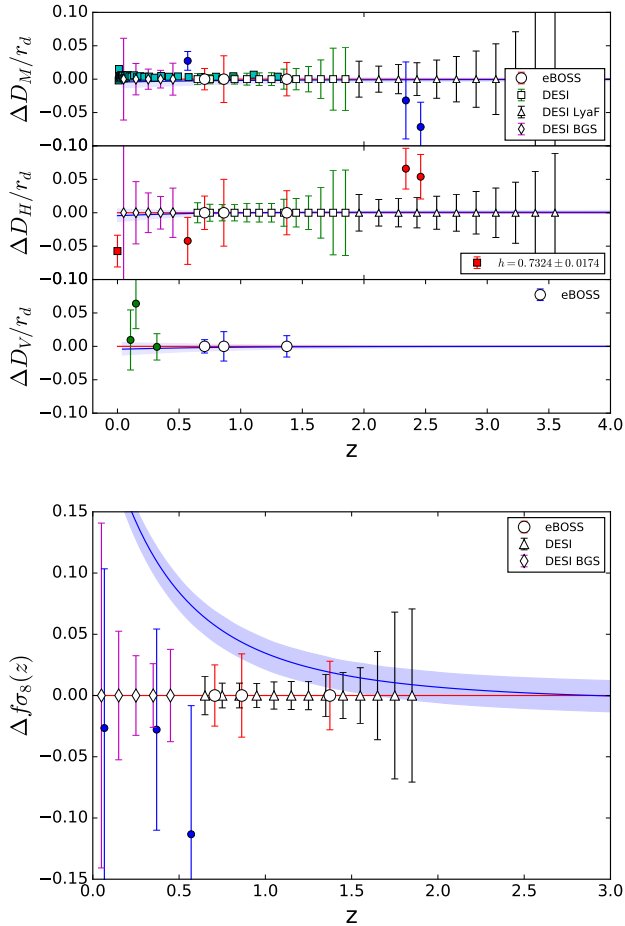 0.10
0.05
0.00
−0.05
−0.10
ΔD_M/r_d
eBOSS
DESI
DESI LyaF
DESI BGS
0.10
0.05
0.00
−0.05
−0.10
ΔD_H/r_d
h = 0.7324 ± 0.0174
0.05
0.00
−0.05
−0.10
ΔD_V/r_d
eBOSS
0.0 0.5 1.0 1.5 2.0 2.5 3.0 3.5 4.0
z
0.15
0.10
0.05
0.00
−0.05
−0.10
−0.15
Δfσ_8(z)
eBOSS
DESI
DESI BGS
0.0 0.5 1.0 1.5 2.0 2.5 3.0
z